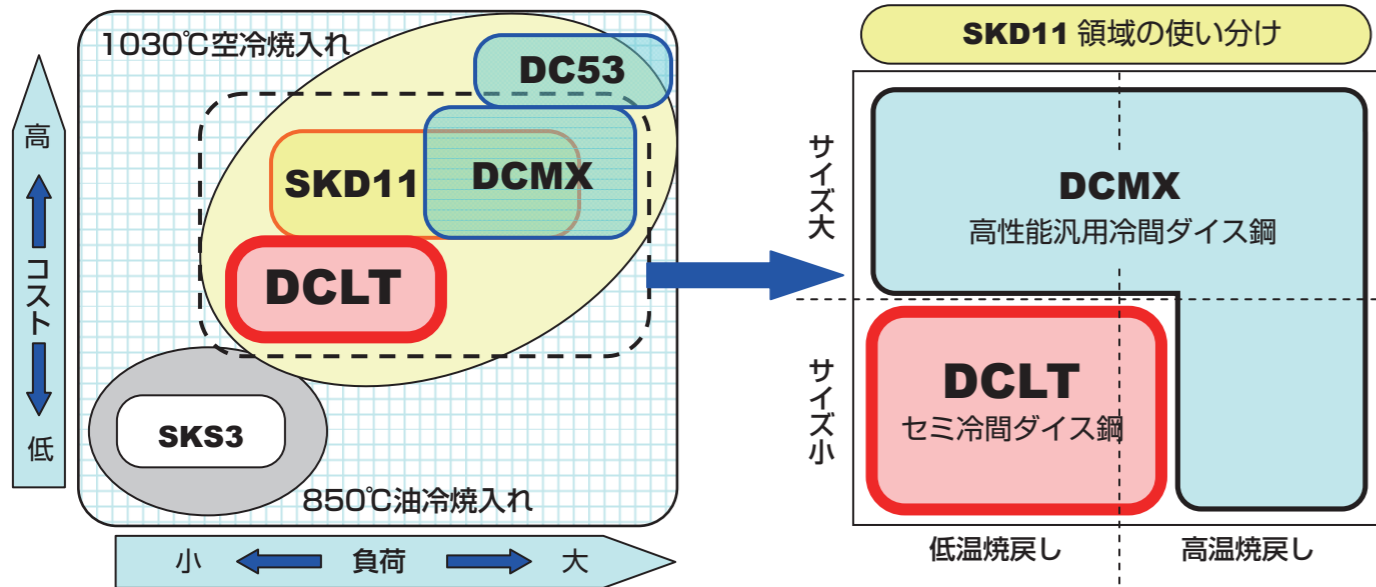 1030℃空冷焼入れ
DC53
SKD11
DCMX
DCLT
SKS3
850℃油冷焼入れ
高
コスト
低
小
負荷
大
SKD11 領域の使い分け
サイズ大
DCMX
高性能汎用冷間ダイス鋼
サイズ小
DCLT
セミ冷間ダイス鋼
低温焼戻し
高温焼戻し